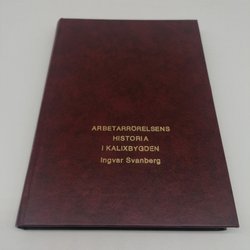 ARBETARRÖRELSENS
HISTORIA
I KALIXBYGDEN
Ingvar Svanberg